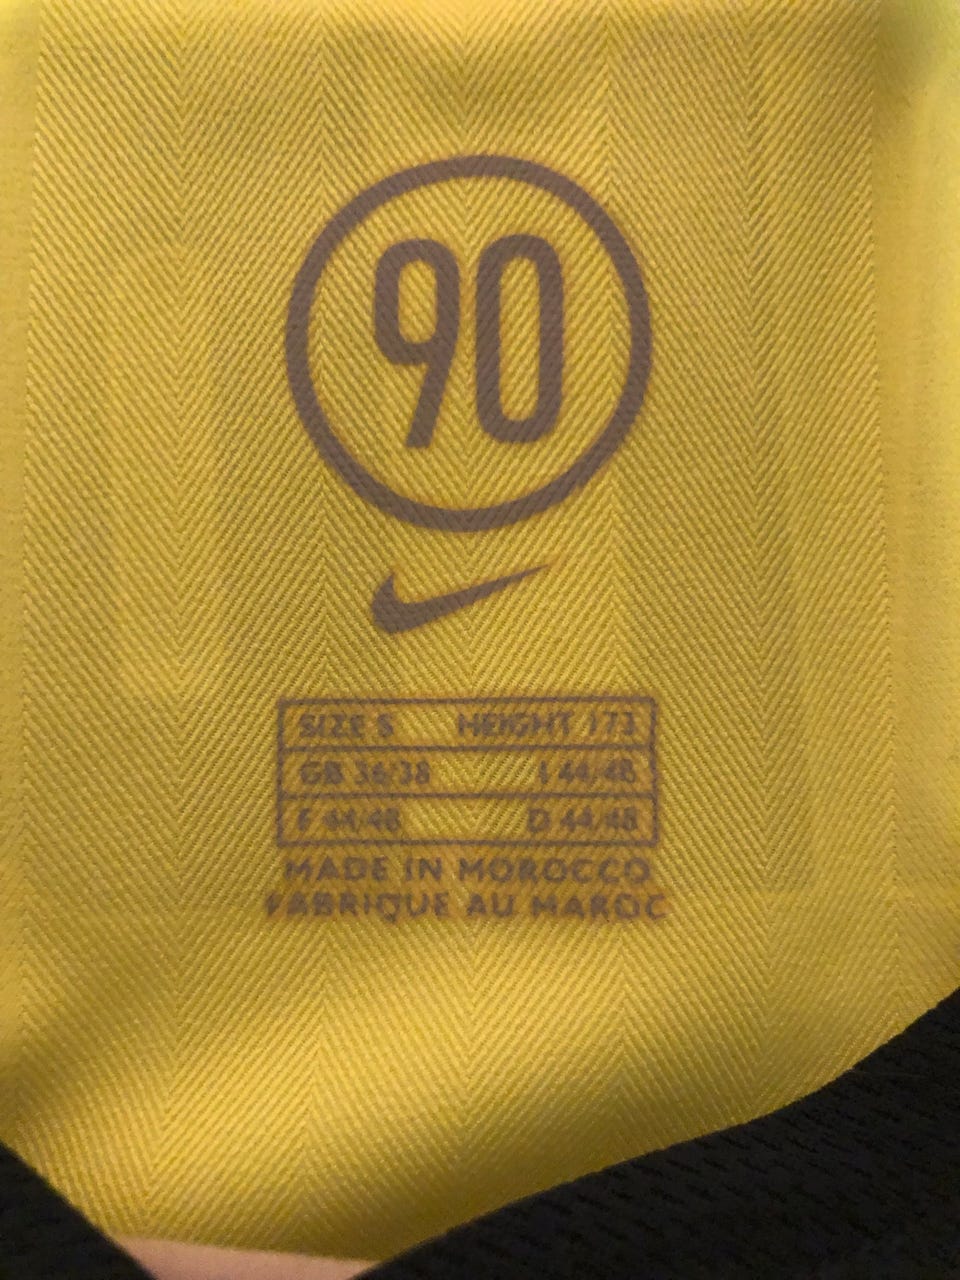 90
SIZE S HEIGHT 173
GB 36/38 I 44/48
F 44/48 D 44/48
MADE IN MOROCCO
FABRIQUE AU MAROC